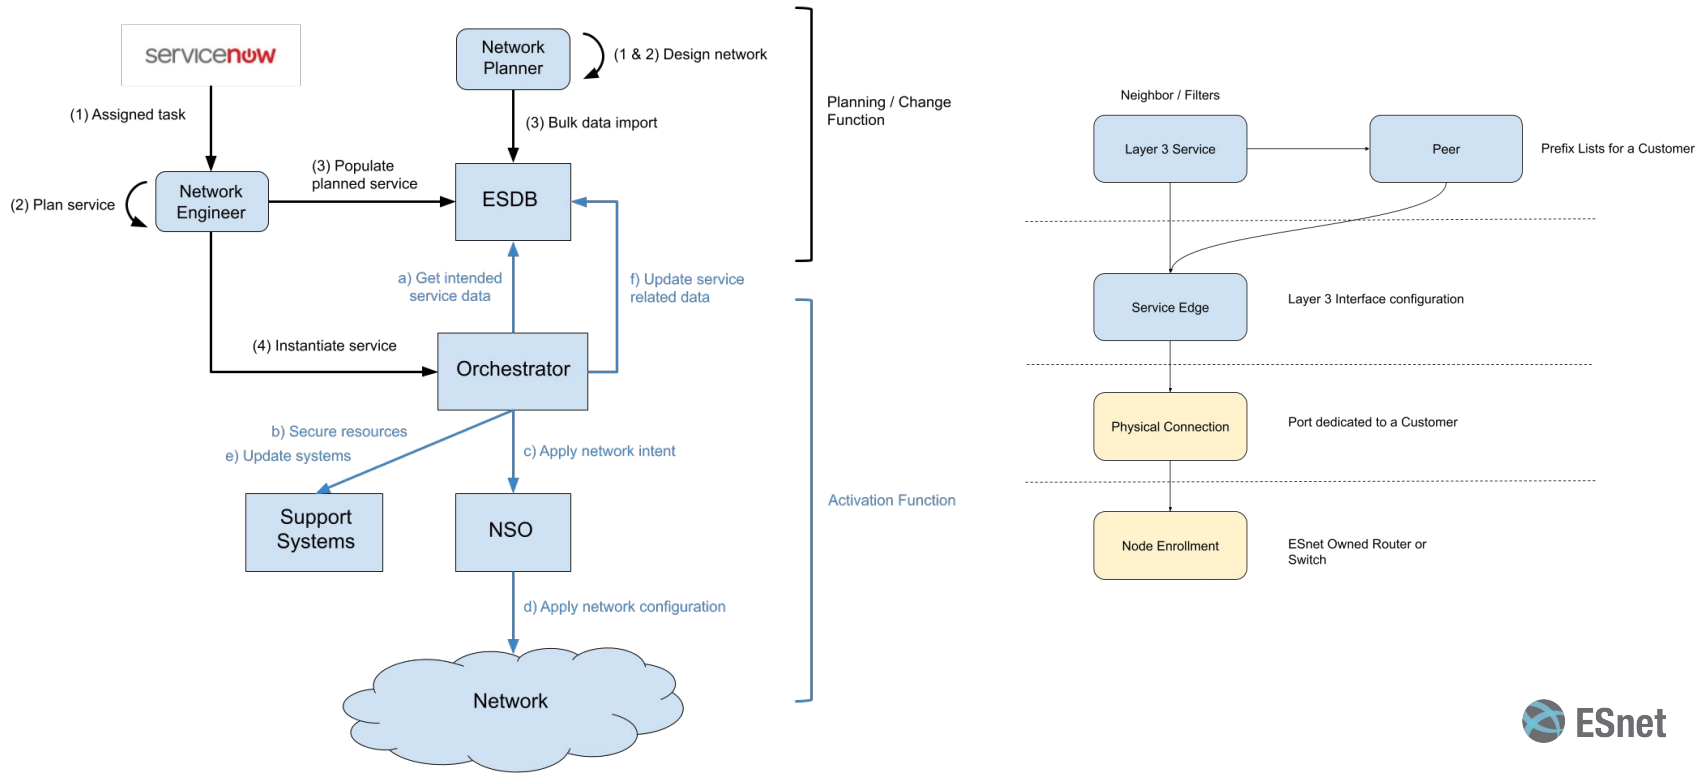 servicenow
(1) Assigned task
Network
Planner
(1 & 2) Design network
(3) Bulk data import
(2) Plan service
Network
Engineer
(3) Populate
planned service
ESDB
Planning / Change
Function
a) Get intended
service data
f) Update service
related data
(4) Instantiate service
Orchestrator
b) Secure resources
e) Update systems
c) Apply network intent
Support
Systems
NSO
Activation Function
d) Apply network configuration
Network
Neighbor / Filters
Layer 3 Service
Peer
Prefix Lists for a Customer
Service Edge
Layer 3 Interface configuration
Physical Connection
Port dedicated to a Customer
Node Enrollment
ESnet Owned Router or
Switch
ESnet